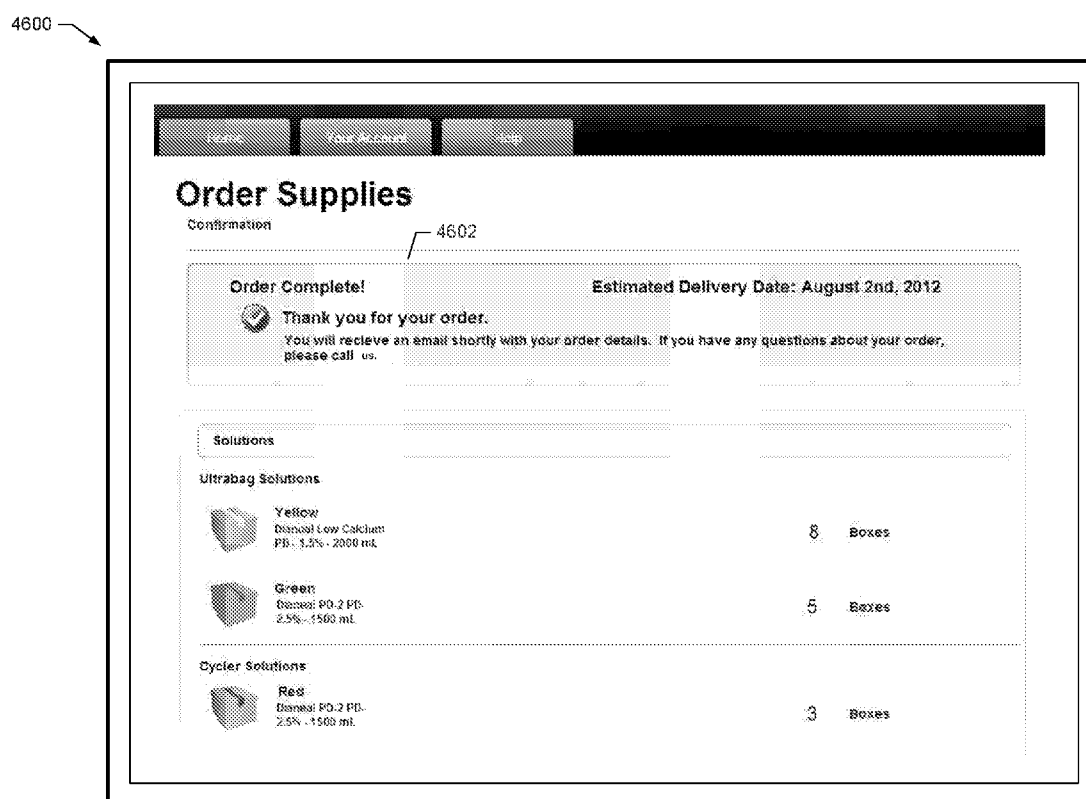 4600
Home Your Account Help
Order Supplies
Confirmation
4602
Order Complete! Estimated Delivery Date: August 2nd, 2012
Thank you for your order.
You will recieve an email shortly with your order details. If you have any questions about your order,
please call us.
Solutions
Ultrabag Solutions
Yellow
Dianeal Low Calcium
PD - 1.5% - 2000 mL
8 Boxes
Green
Dianeal PD-2 PD-
2.5% - 1500 mL
5 Boxes
Cycler Solutions
Red
Dianeal PD-2 PD-
2.5% - 1500 mL
3 Boxes